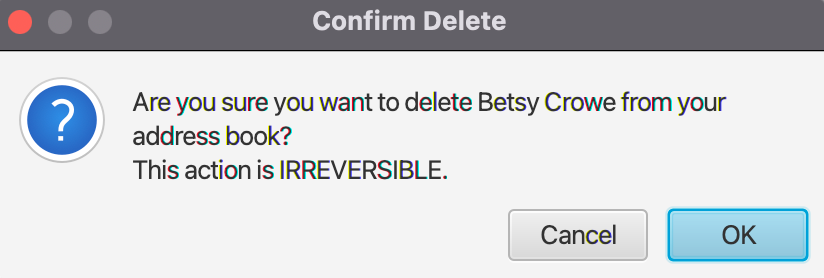 Confirm Delete
Are you sure you want to delete Betsy Crowe from your
address book?
This action is IRREVERSIBLE.
Cancel
OK